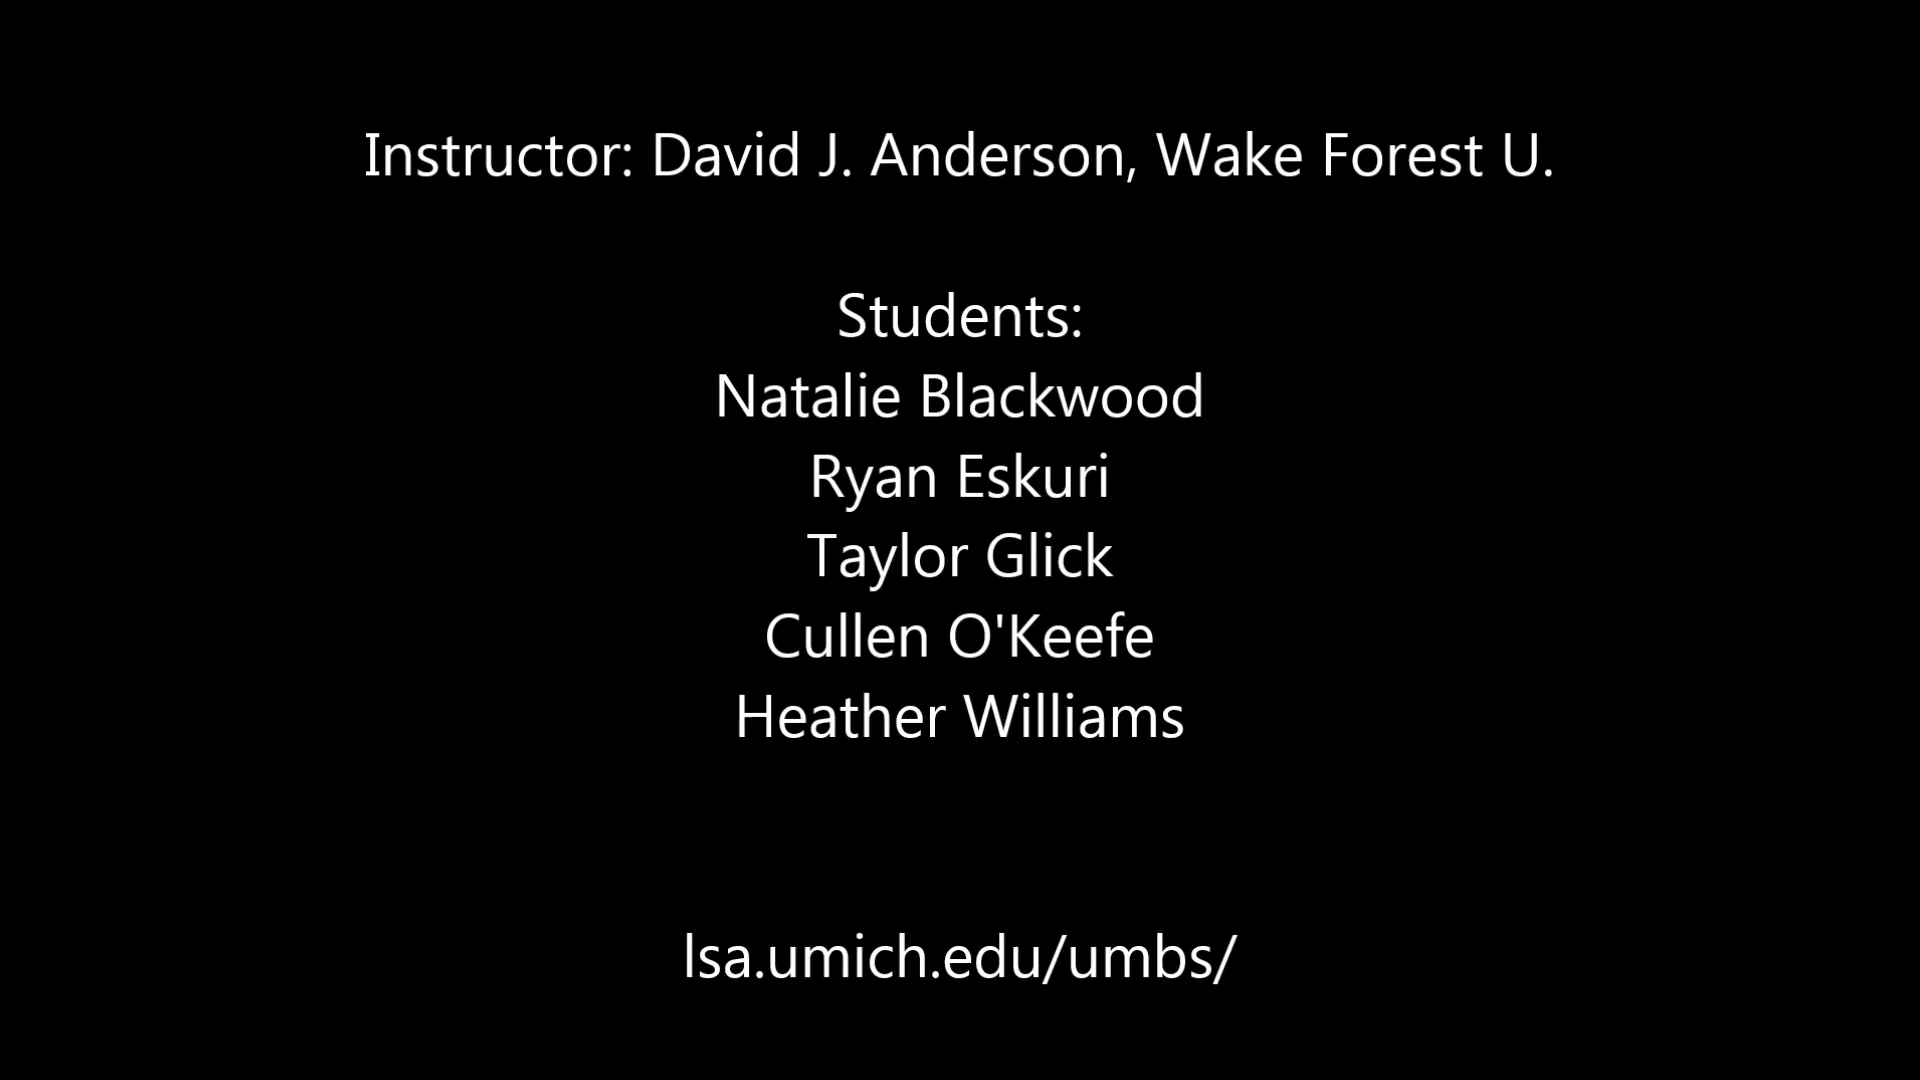 Instructor: David J. Anderson, Wake Forest U.
Students:
Natalie Blackwood
Ryan Eskuri
Taylor Glick
Cullen O'Keefe
Heather Williams
lsa.umich.edu/umbs/